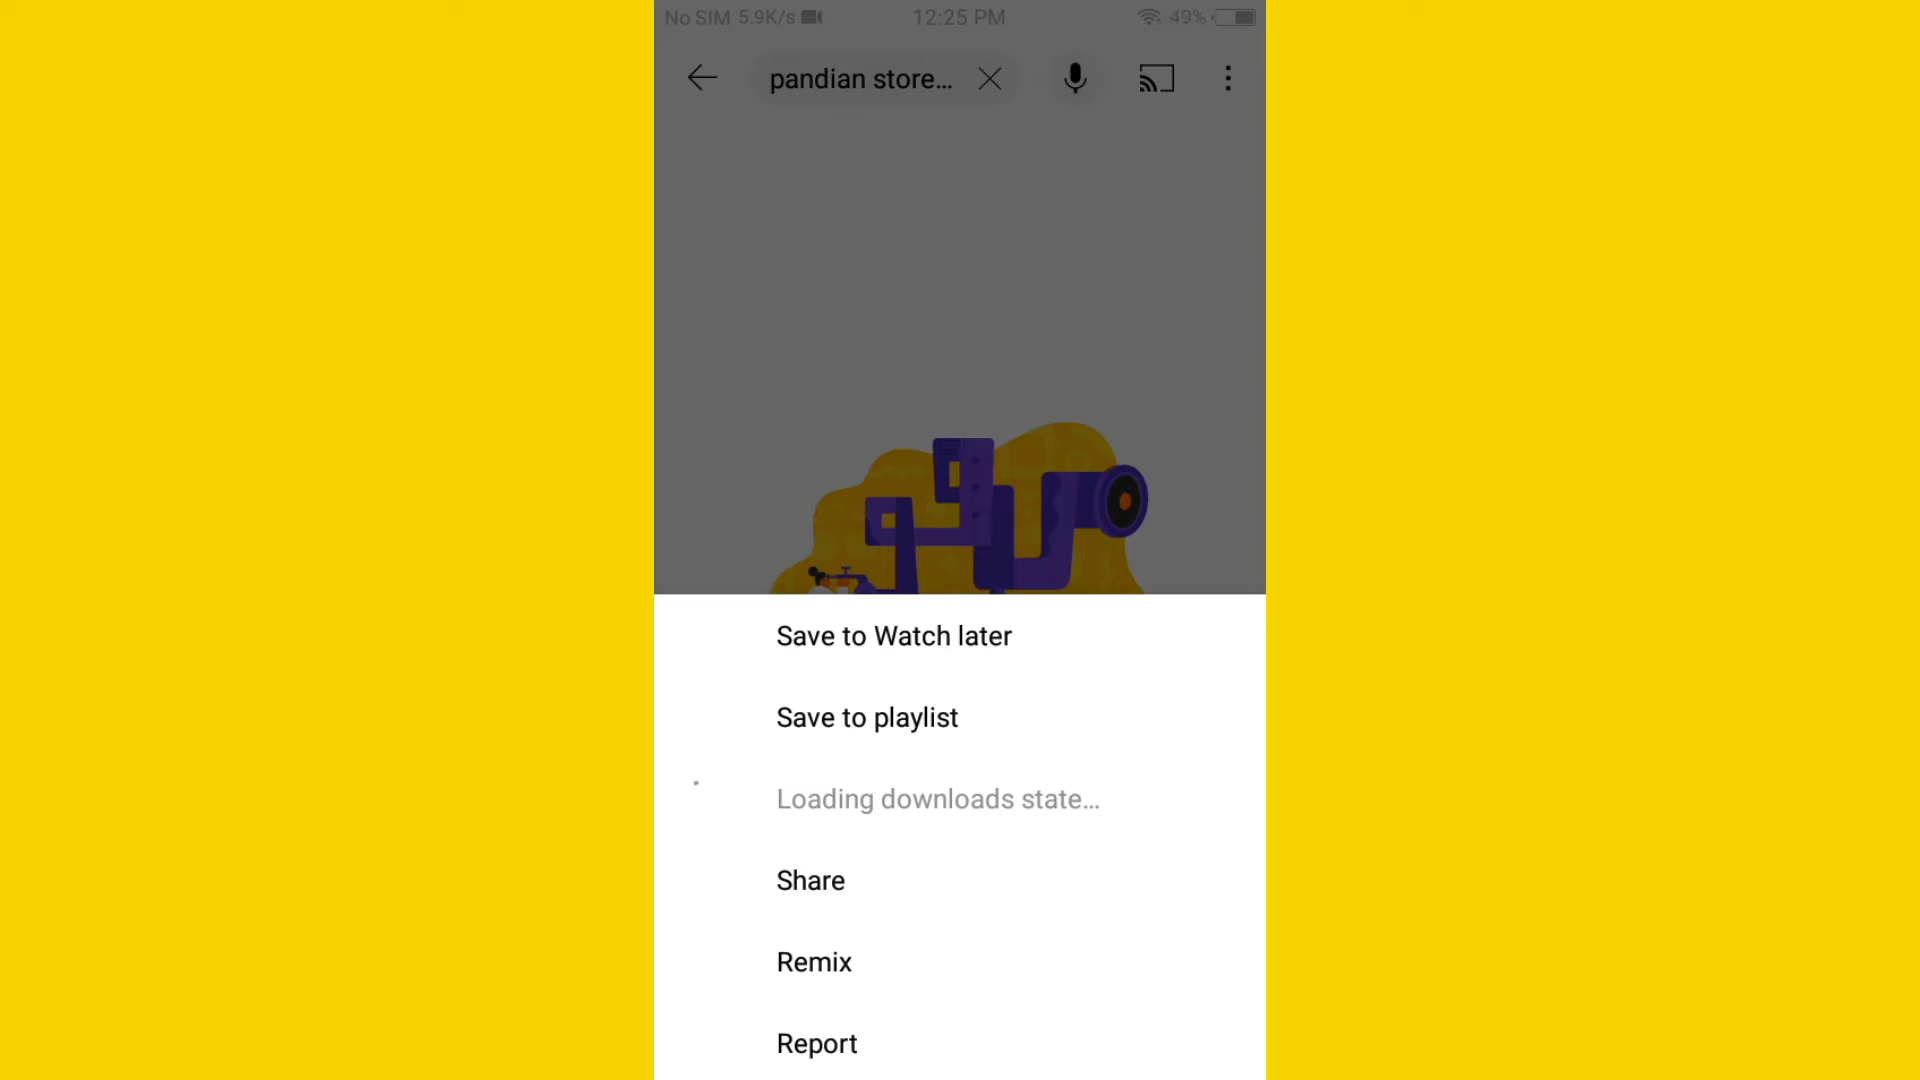 No SIM 5.9K/s 12:25 PM 49%
pandian store...
Save to Watch later
Save to playlist
Loading downloads state...
Share
Remix
Report